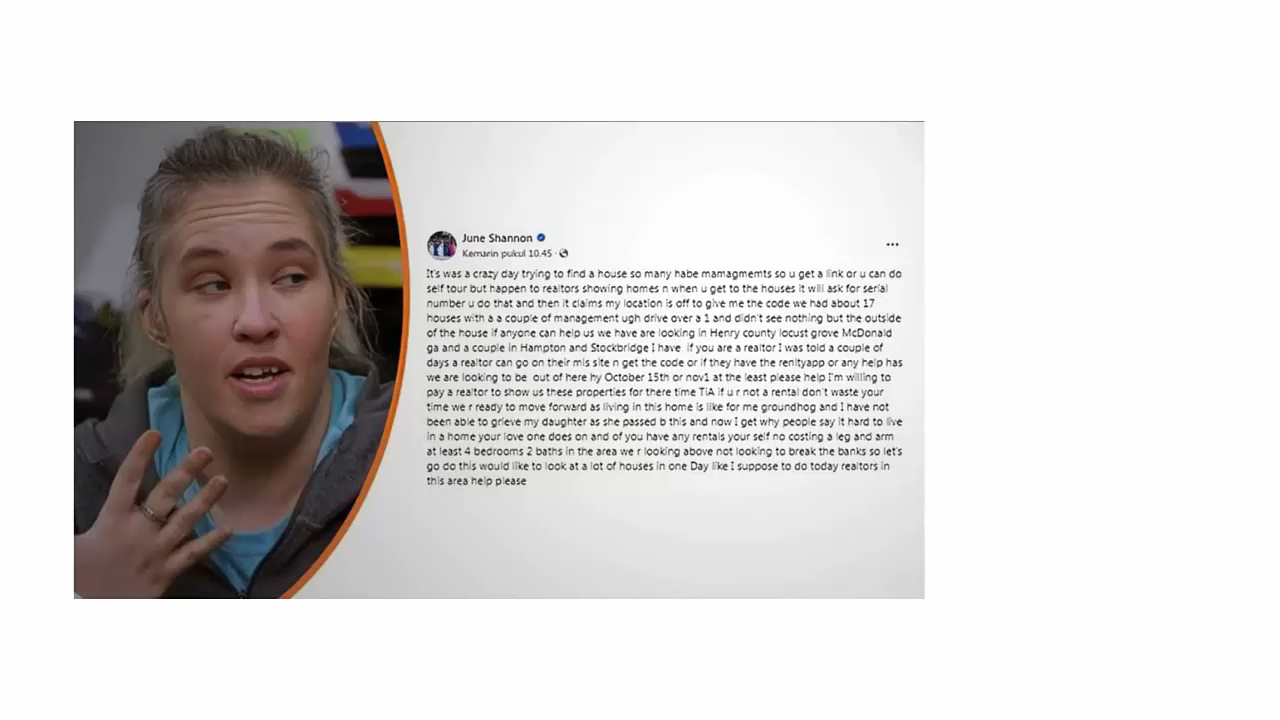 June Shannon
Kemarin pukul 10.45 ·
It's was a crazy day trying to find a house so many habe mamagmemts so u get a link or u can do
self tour but happen to realtors showing homes n when u get to the houses it will ask for serial
number u do that and then it claims my location is off to give me the code we had about 17
houses with a a couple of management ugh drive over a 1 and didn't see nothing but the outside
of the house if anyone can help us we have are looking in Henry county locust grove McDonald
ga and a couple in Hampton and Stockbridge I have if you are a realtor I was told a couple of
days a realtor can go on their mls site n get the code or if they have the renltyapp or any help has
we are looking to be out of here hy October 15th or nov1 at the least please help I'm willing to
pay a realtor to show us these properties for there time TiA if u r not a rental don't waste your
time we r ready to move forward as living in this home is like for me groundhog and I have not
been able to grieve my daughter as she passed b this and now I get why people say it hard to live
in a home your love one does on and of you have any rentals your self no costing a leg and arm
at least 4 bedrooms 2 baths in the area we r looking above not looking to break the banks so let's
go do this would like to look at a lot of houses in one Day like I suppose to do today realtors in
this area help please